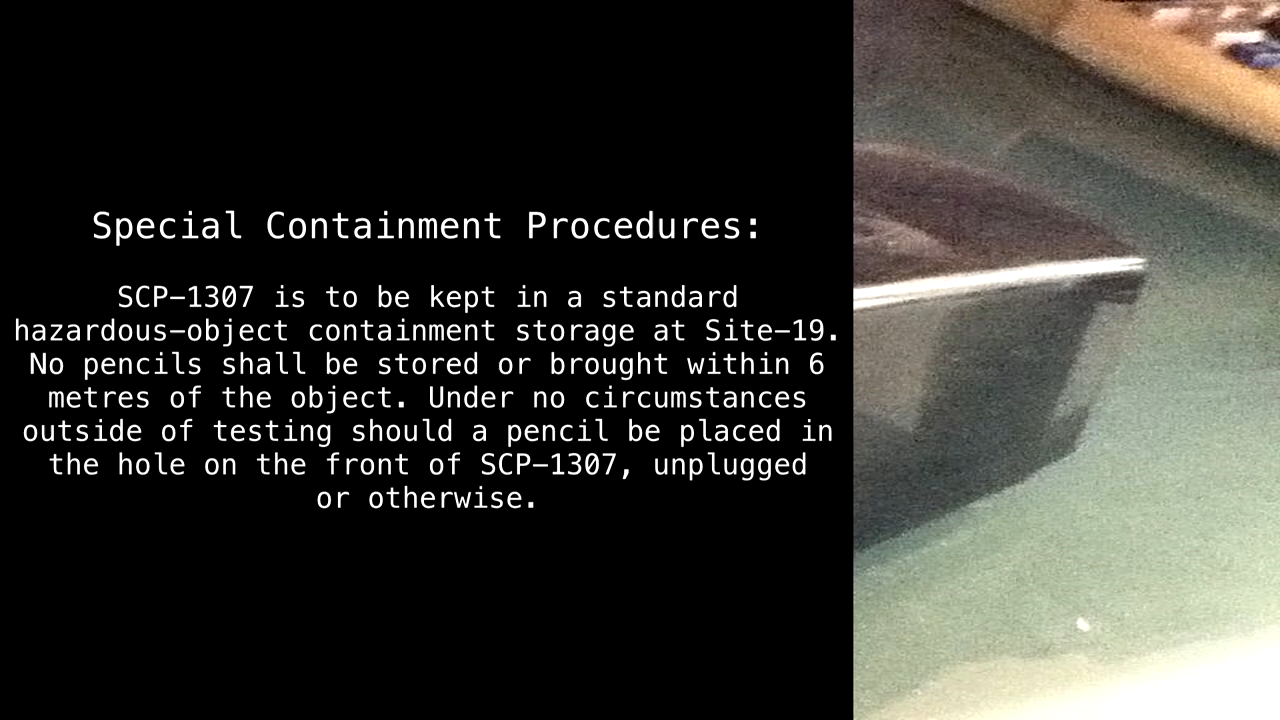 Special Containment Procedures:
SCP-1307 is to be kept in a standard
hazardous-object containment storage at Site-19.
No pencils shall be stored or brought within 6
metres of the object. Under no circumstances
outside of testing should a pencil be placed in
the hole on the front of SCP-1307, unplugged
or otherwise.